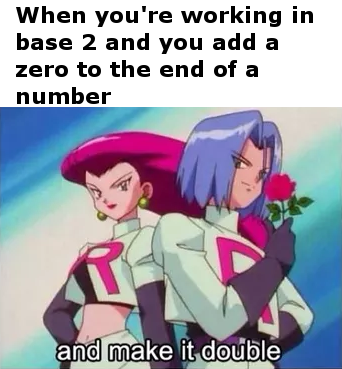 When you're working in
base 2 and you add a
zero to the end of a
number
R
and make it double